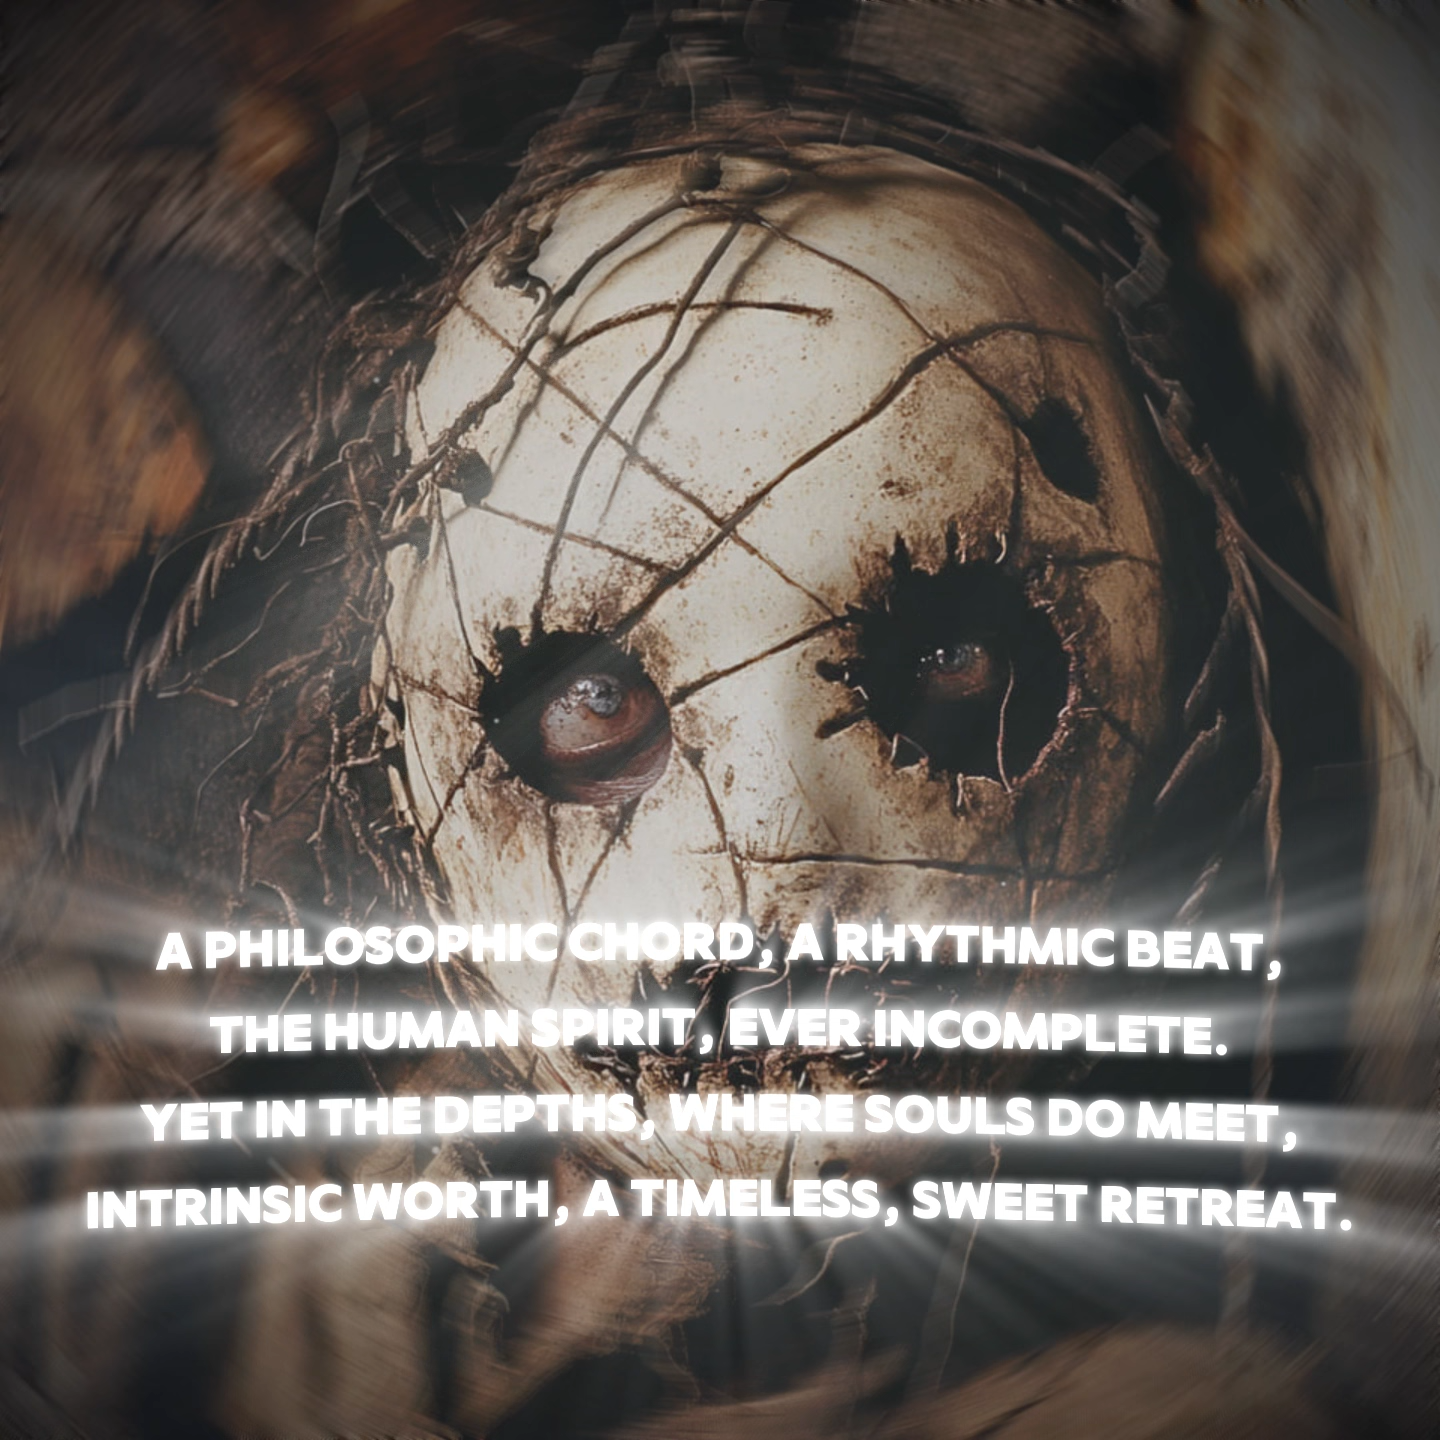 A PHILOSOPHIC CHORD, A RHYTHMIC BEAT,
THE HUMAN SPIRIT, EVER INCOMPLETE.
YET IN THE DEPTHS, WHERE SOULS DO MEET,
INTRINSIC WORTH, A TIMELESS, SWEET RETREAT.